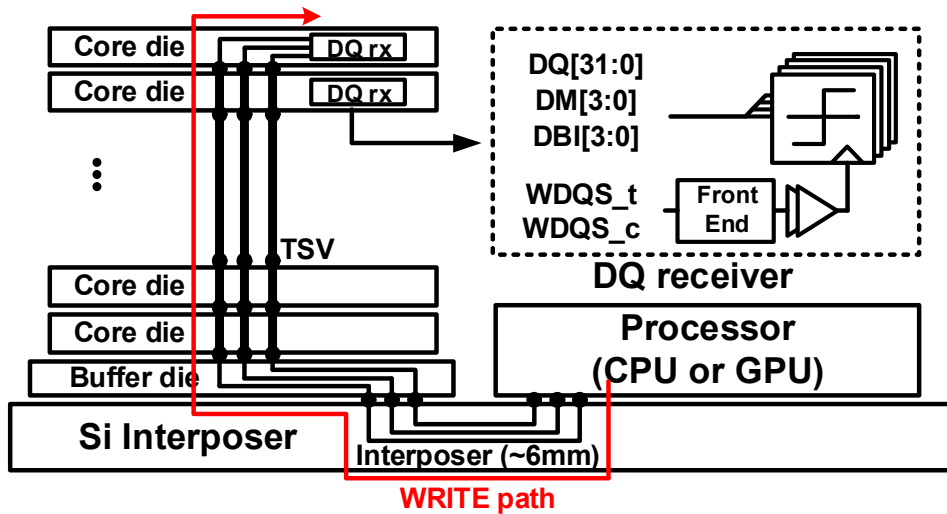 Core die
DQ rx
Core die
DQ rx
TSV
Core die
Core die
Buffer die
Si Interposer
Interposer (~6mm)
WRITE path
DQ[31:0]
DM[3:0]
DBI[3:0]
WDQS_t
WDQS_c
Front
End
DQ receiver
Processor
(CPU or GPU)